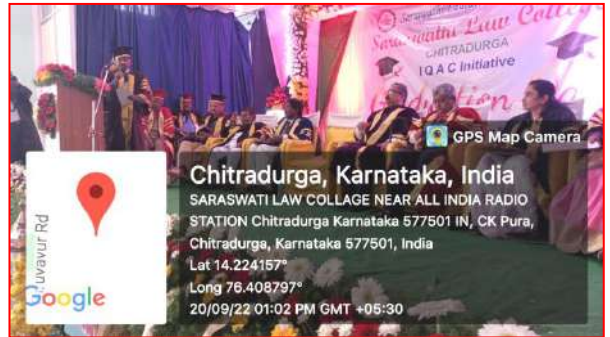 Saraswathi Law College
CHITRADURGA
I Q A C Initiative
Graduation
GPS Map Camera
Chitradurga, Karnataka, India
SARASWATI LAW COLLAGE NEAR ALL INDIA RADIO
STATION Chitradurga Karnataka 577501 IN, CK Pura,
Chitradurga, Karnataka 577501, India
Lat 14.224157°
Long 76.408797°
20/09/22 01:02 PM GMT +05:30
Rd
Google